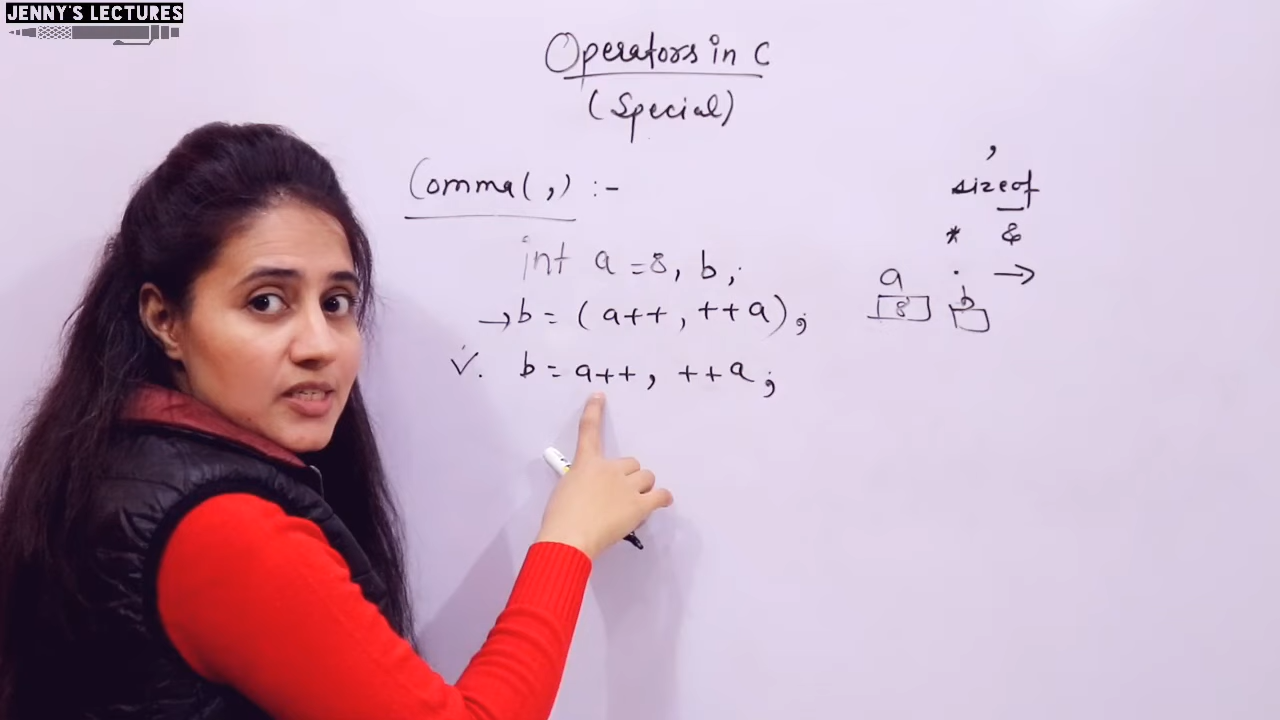 JENNY'S LECTURES
Operators in C
(Special)
Comma(,) :-
int a = 8, b;
→ b = (a++, ++a);
✓. b = a++, ++a;
,
sizeof
* &
. →
a b
8